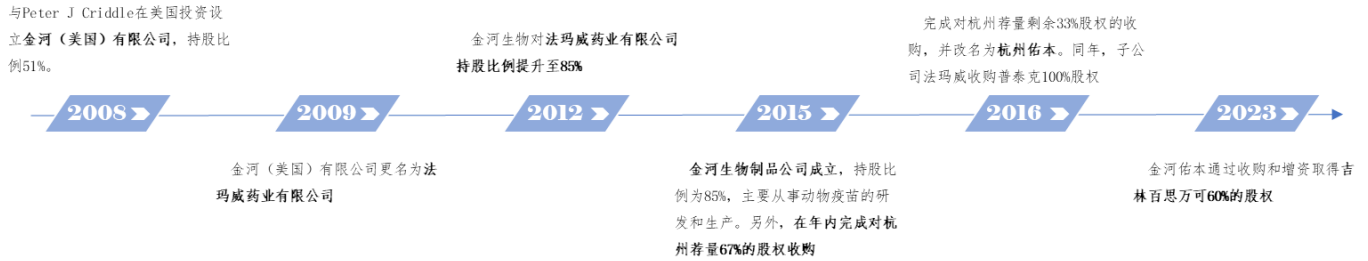 与Peter J Criddle在美国投资设
立金河（美国）有限公司，持股比
例51%。
金河生物对法玛威药业有限公司
持股比例提升至85%
完成对杭州荐量剩余33%股权的收
购，并改名为杭州佑本。同年，子公
司法玛威收购普泰克100%股权
2008
2009
2012
2015
2016
2023
金河（美国）有限公司更名为法
玛威药业有限公司
金河生物制品公司成立，持股比
例为85%，主要从事动物疫苗的研
发和生产。另外，在年内完成对杭
州荐量67%的股权收购
金河佑本通过收购和增资取得吉
林百思万可60%的股权